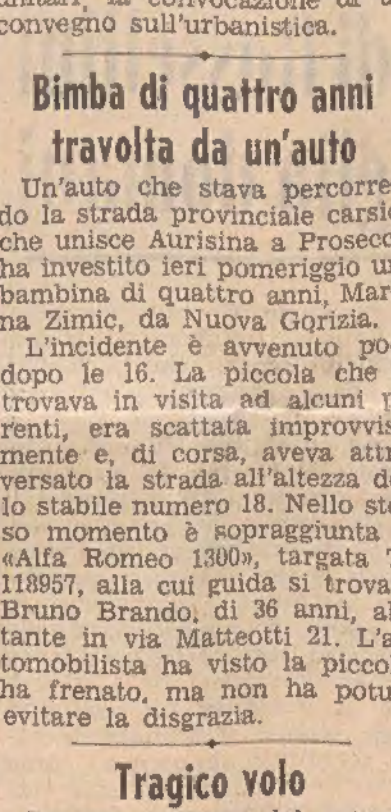 convocazione di
convegno sull'urbanistica.
Bimba di quattro anni
travolta da un'auto
Un'auto che stava percorre
do la strada provinciale carsi
che unisce Aurisina a Prosecc
ha investito ieri pomeriggio u
bambina di quattro anni, Mar
na Zimic, da Nuova Gorizia.
L'incidente è avvenuto po
dopo le 16. La piccola che
trovava in visita ad alcuni p
renti, era scattata improvvis
mente e, di corsa, aveva attr
versato la strada all'altezza de
lo stabile numero 18. Nello ste
so momento è sopraggiunta
«Alfa Romeo 1300», targata T
118957, alla cui guida si trova
Bruno Brando, di 36 anni, a
tante in via Matteotti 21. L'a
tomobilista ha visto la picco
ha frenato, ma non ha potu
evitare la disgrazia.
Tragico volo